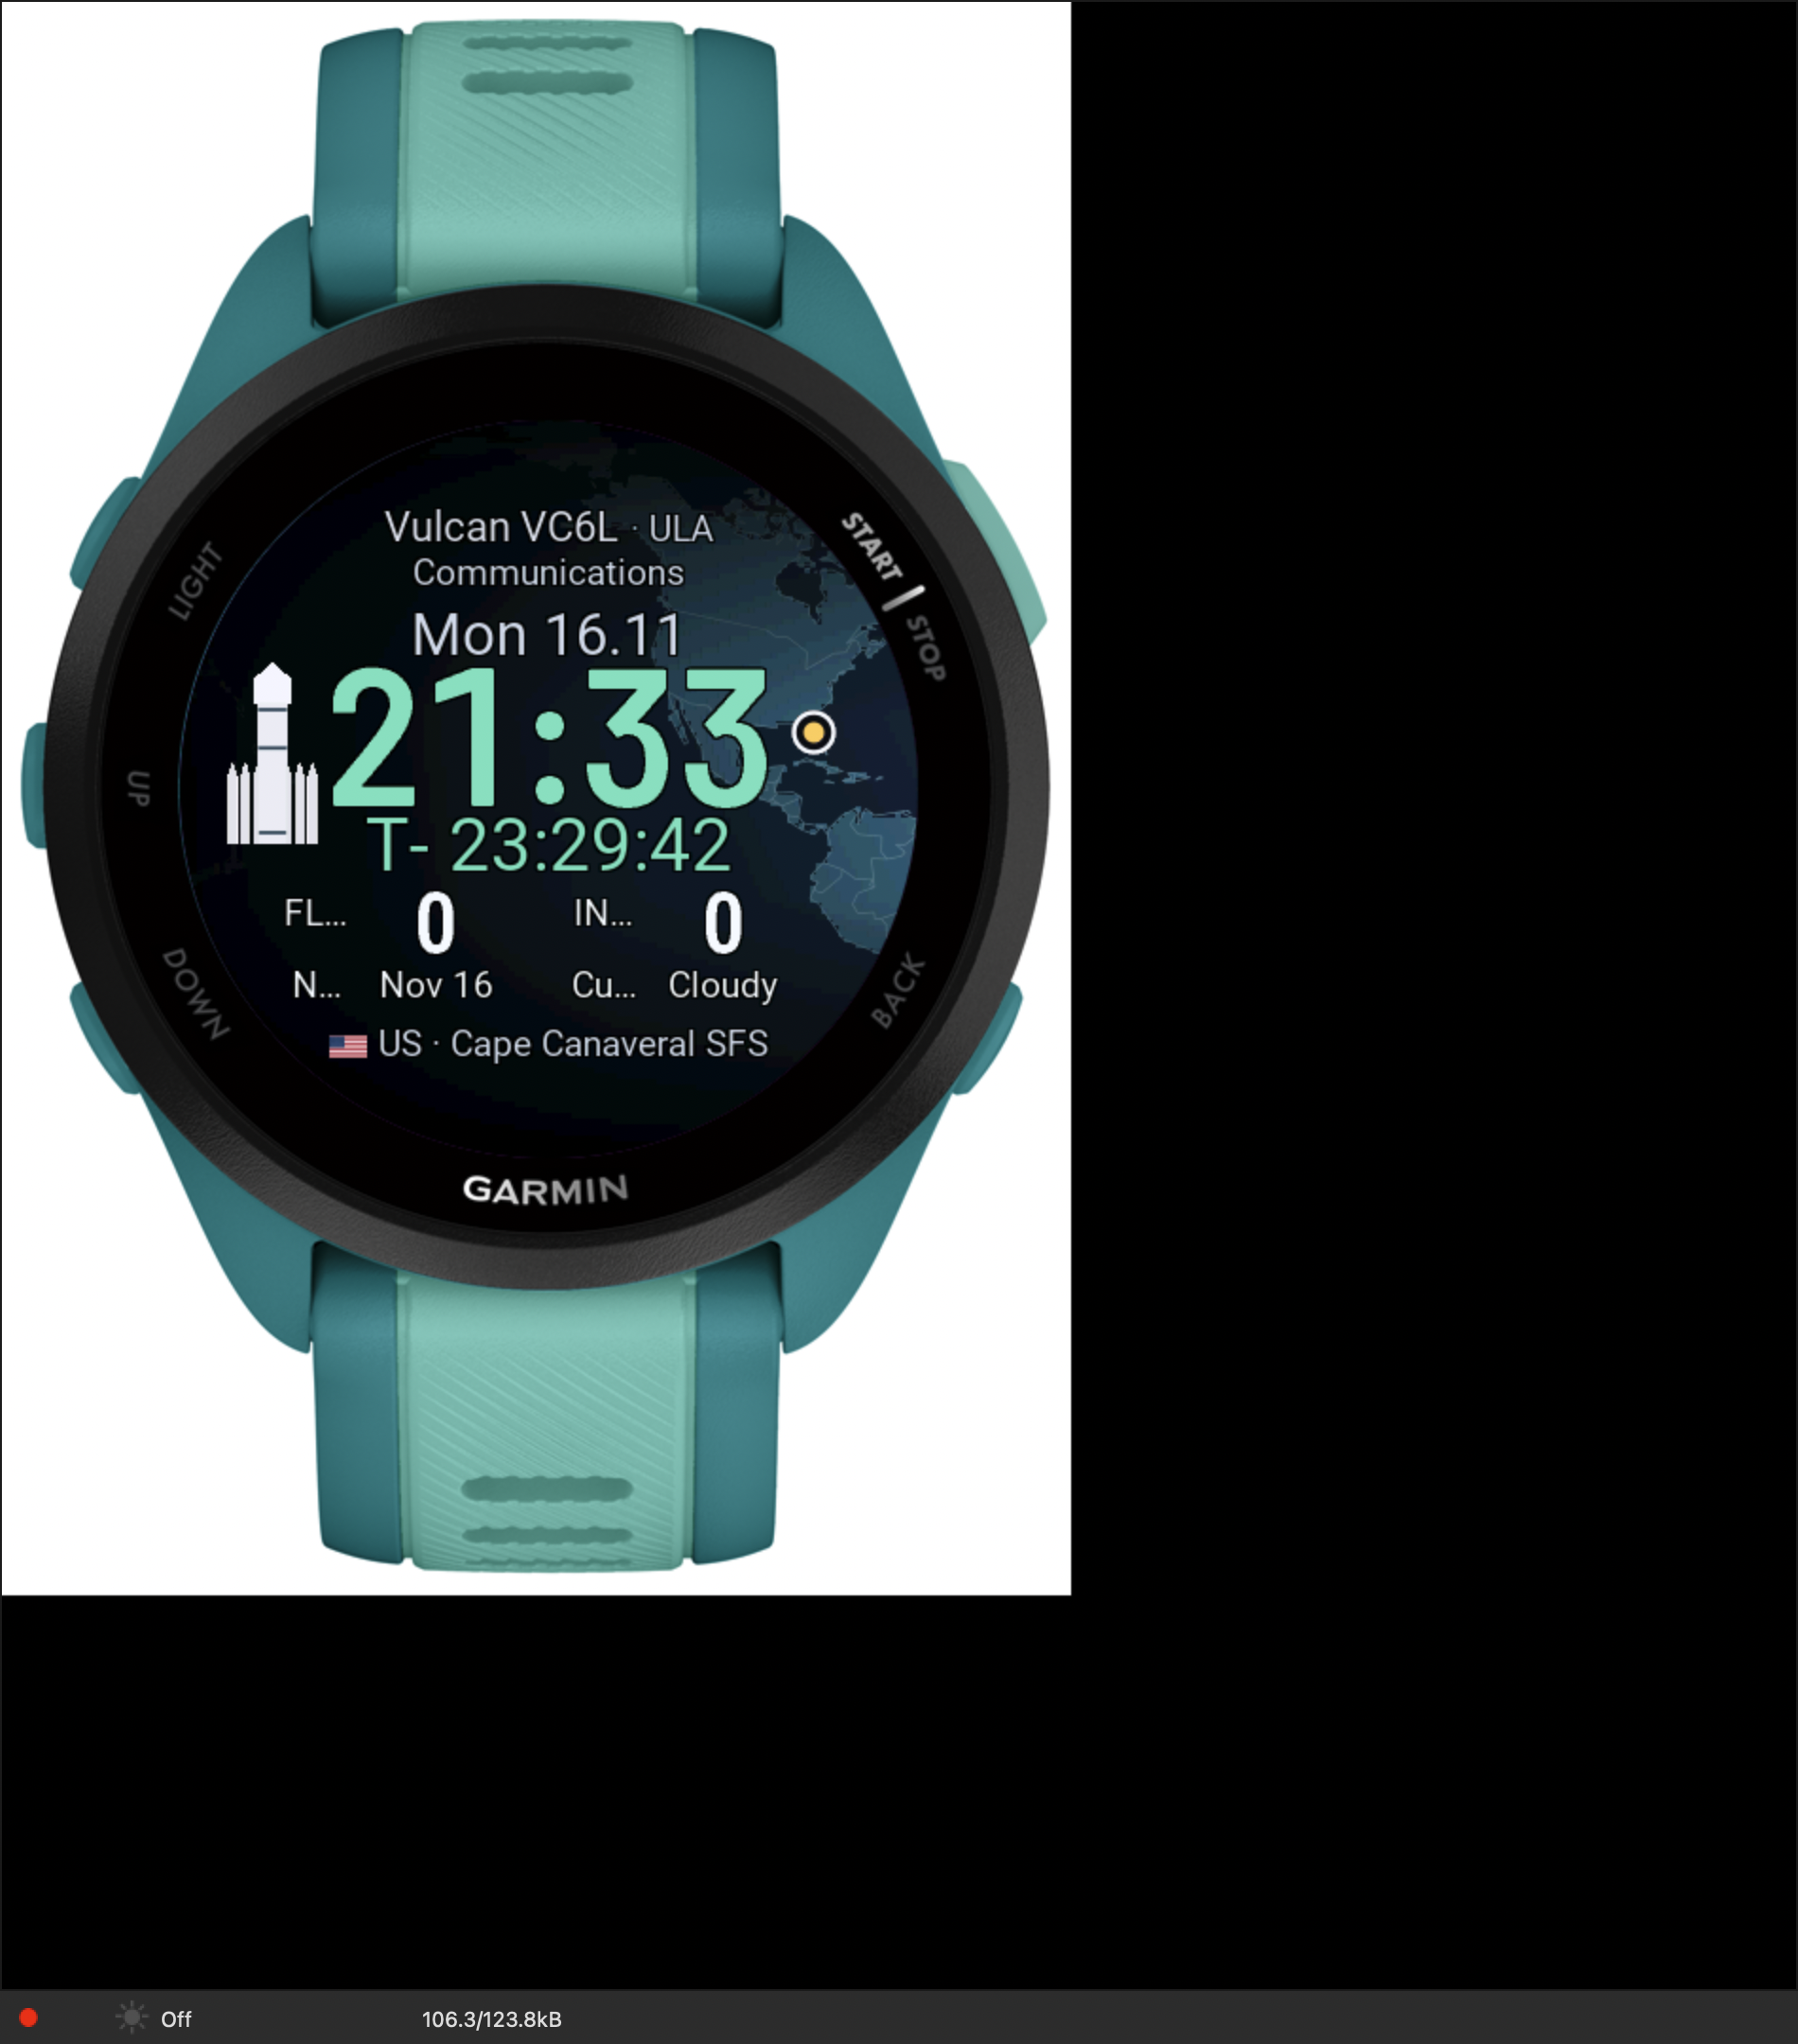 Vulcan VC6L · ULA
Communications
Mon 16.11
21:33
T- 23:29:42
FL... 0 IN... 0
N... Nov 16 Cu... Cloudy
US · Cape Canaveral SFS
LIGHT
UP
DOWN
START
STOP
BACK
GARMIN
Off 106.3/123.8kB